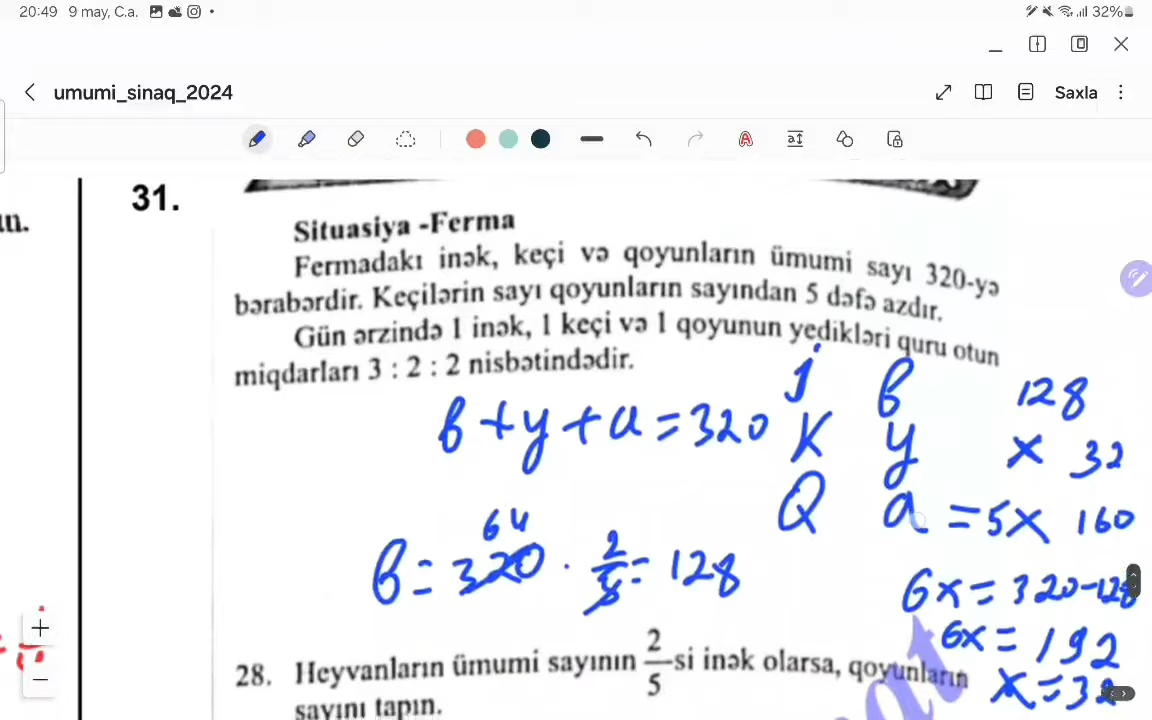 20:49 9 may, C.a. 32%
umumi_sinaq_2024
Saxla
31.
Situasiya -Ferma
Fermadakı inək, keçi və qoyunların ümumi sayı 320-yə
bərabərdir. Keçilərin sayı qoyunların sayından 5 dəfə azdır.
Gün ərzində 1 inək, 1 keçi və 1 qoyunun yedikləri quru otun
miqdarları 3 : 2 : 2 nisbətindədir.
İ b 128
b + y + a = 320 K y x 32
Q a = 5x 160
64
b = 320 · 2/5 = 128
6x = 320-128
6x = 192
x = 32
28. Heyvanların ümumi sayının 2/5-si inək olarsa, qoyunların
sayını tapın.